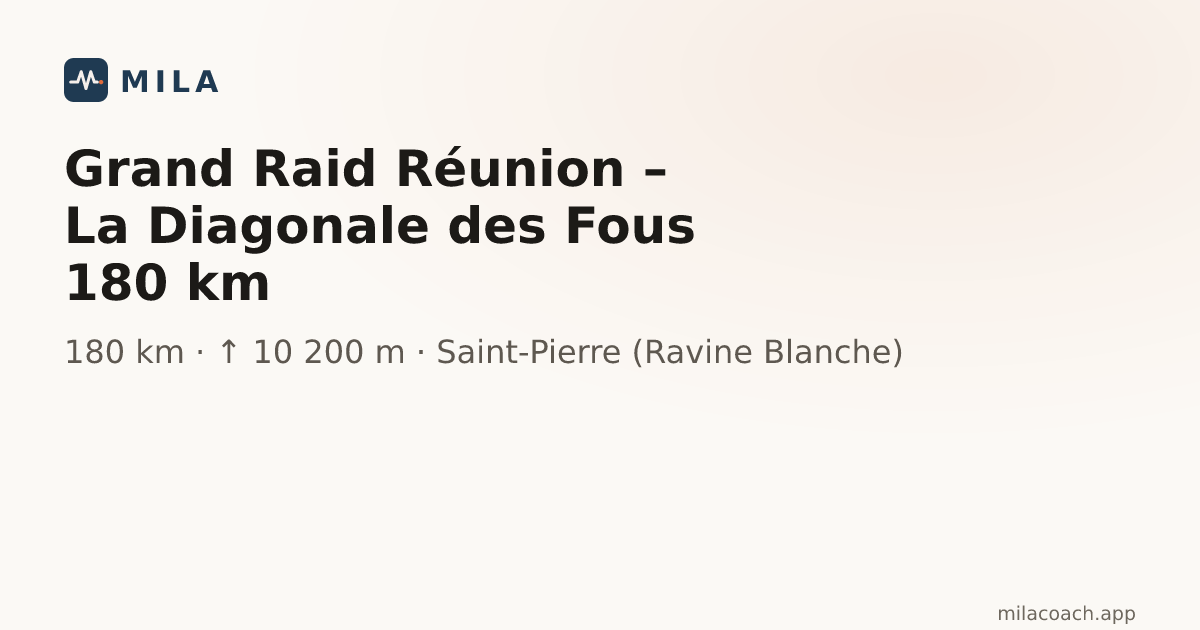 MILA
Grand Raid Réunion –
La Diagonale des Fous
180 km
180 km · ↑ 10 200 m · Saint-Pierre (Ravine Blanche)
milacoach.app